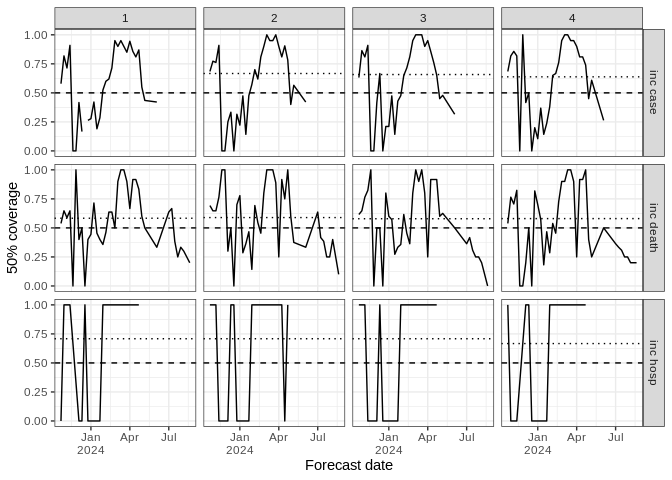 1 2 3 4
50% coverage
1.00
0.75
0.50
0.25
0.00
inc case
1.00
0.75
0.50
0.25
0.00
inc death
1.00
0.75
0.50
0.25
0.00
inc hosp
Jan Apr Jul Jan Apr Jul Jan Apr Jul Jan Apr Jul
2024 2024 2024 2024
Forecast date